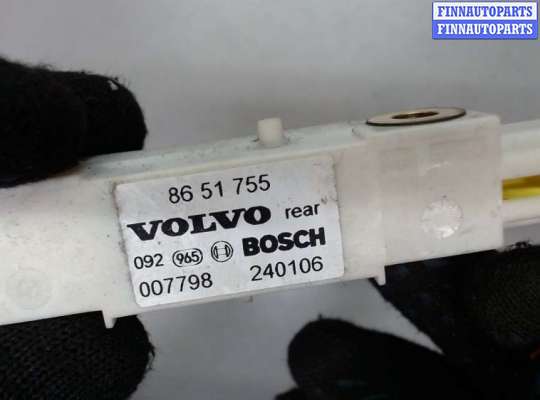 FINNAUTOPARTS
FINNAUTOPARTS
86 51 755
VOLVO rear
092 965 BOSCH
007798 240106